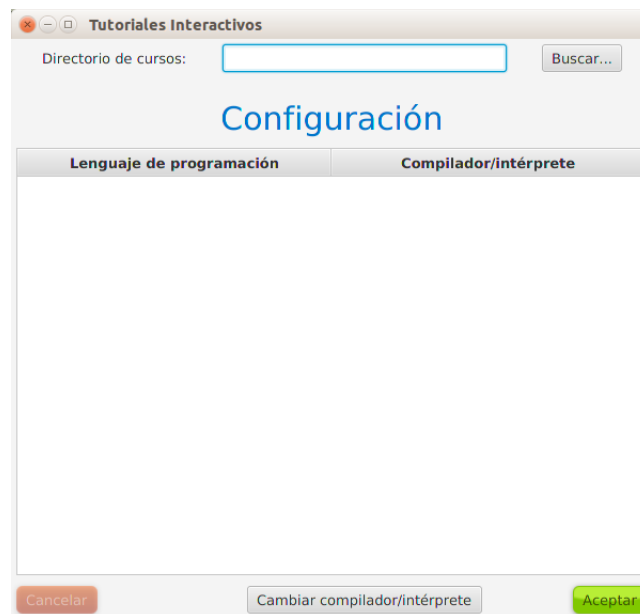 Tutoriales Interactivos
Directorio de cursos: Buscar...
Configuración
Lenguaje de programación Compilador/intérprete
Cancelar Cambiar compilador/intérprete Aceptar